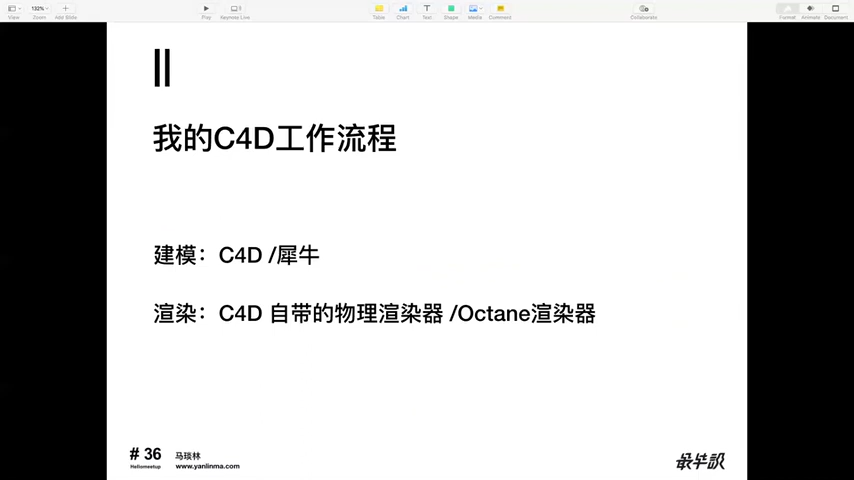 132%
View
Zoom
Add Slide
Play
Keynote Live
Table
Chart
Text
Shape
Media
Comment
Collaborate
Format
Animate
Document
II
我的C4D工作流程
建模：C4D /犀牛
渲染：C4D 自带的物理渲染器 /Octane渲染器
# 36
Hellomeetup
马琰林
www.yanlinma.com